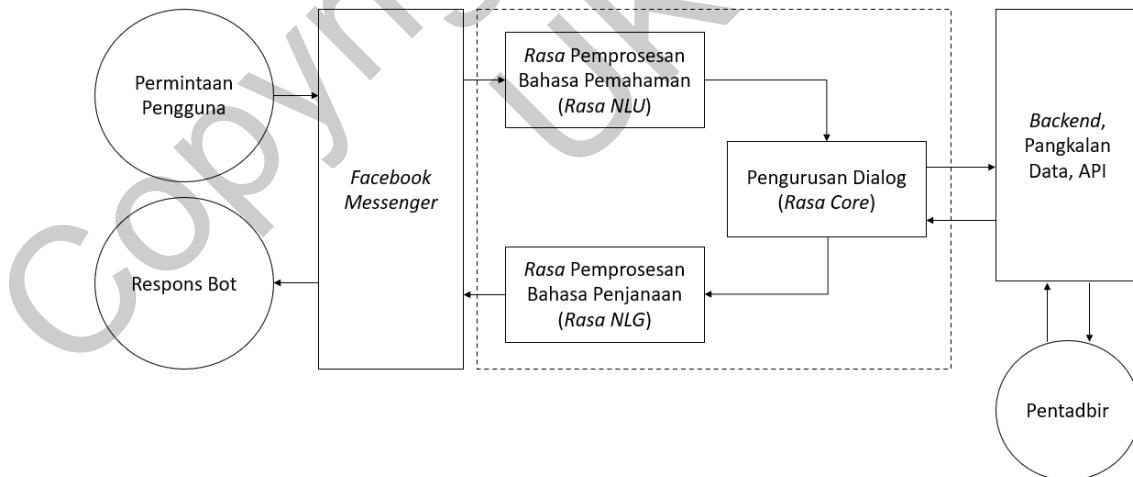 Permintaan
Pengguna
Respons Bot
Facebook
Messenger
Rasa Pemprosesan
Bahasa Pemahaman
(Rasa NLU)
Pengurusan Dialog
(Rasa Core)
Rasa Pemprosesan
Bahasa Penjanaan
(Rasa NLG)
Backend,
Pangkalan
Data, API
Pentadbir